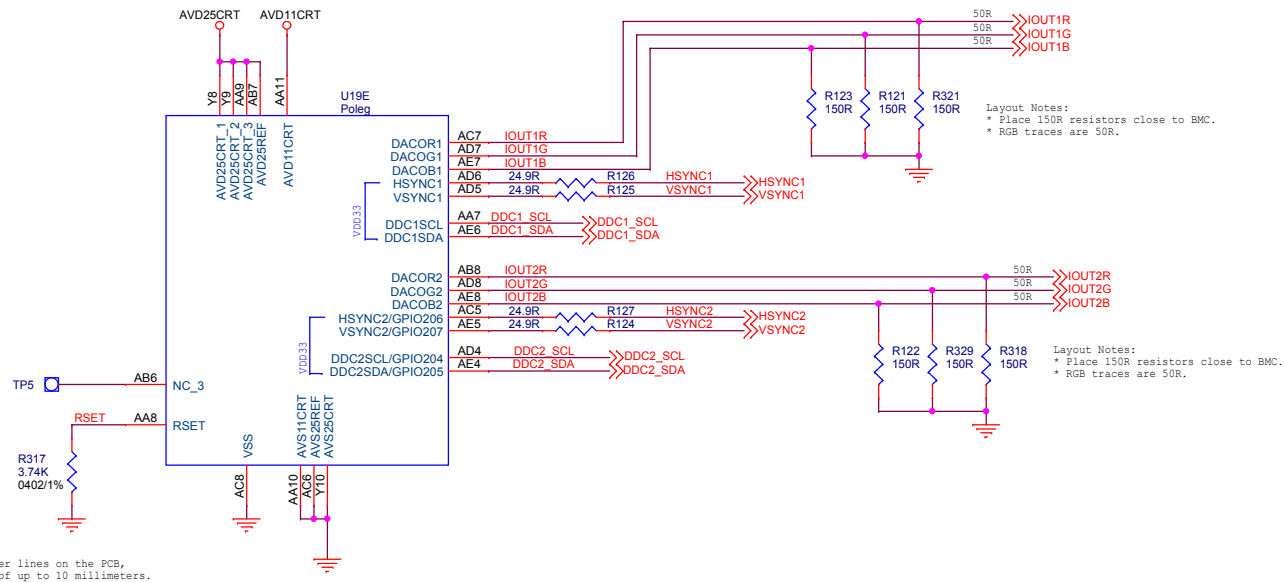 AVD25CRT AVD11CRT
50R IOUT1R
50R IOUT1G
50R IOUT1B
Y8 Y9 AA9 AB7 AA11
U19E
Poleg
R123 150R R121 150R R321 150R
Layout Notes:
* Place 150R resistors close to BMC.
* RGB traces are 50R.
AVD25CRT_1 AVD25CRT_2 AVD25CRT_3 AVD25REF AVD11CRT
DACOR1 AC7 IOUT1R
DACOG1 AD7 IOUT1G
DACOB1 AE7 IOUT1B
HSYNC1 AD6 24.9R R126 HSYNC1 HSYNC1
VSYNC1 AD5 24.9R R125 VSYNC1 VSYNC1
VDD33
DDC1SCL AA7 DDC1_SCL DDC1_SCL
DDC1SDA AE6 DDC1_SDA DDC1_SDA
DACOR2 AB8 IOUT2R 50R IOUT2R
DACOG2 AD8 IOUT2G 50R IOUT2G
DACOB2 AE8 IOUT2B 50R IOUT2B
HSYNC2/GPIO206 AC5 24.9R R127 HSYNC2 HSYNC2
VSYNC2/GPIO207 AE5 24.9R R124 VSYNC2 VSYNC2
VDD33
DDC2SCL/GPIO204 AD4 DDC2_SCL DDC2_SCL
DDC2SDA/GPIO205 AE4 DDC2_SDA DDC2_SDA
R122 150R R329 150R R318 150R
Layout Notes:
* Place 150R resistors close to BMC.
* RGB traces are 50R.
TP5 AB6 NC_3
RSET AA8 RSET
R317
3.74K
0402/1%
VSS AVS11CRT AVS25REF AVS25CRT
AC8 AA10 AC6 Y10
er lines on the PCB,
of up to 10 millimeters.